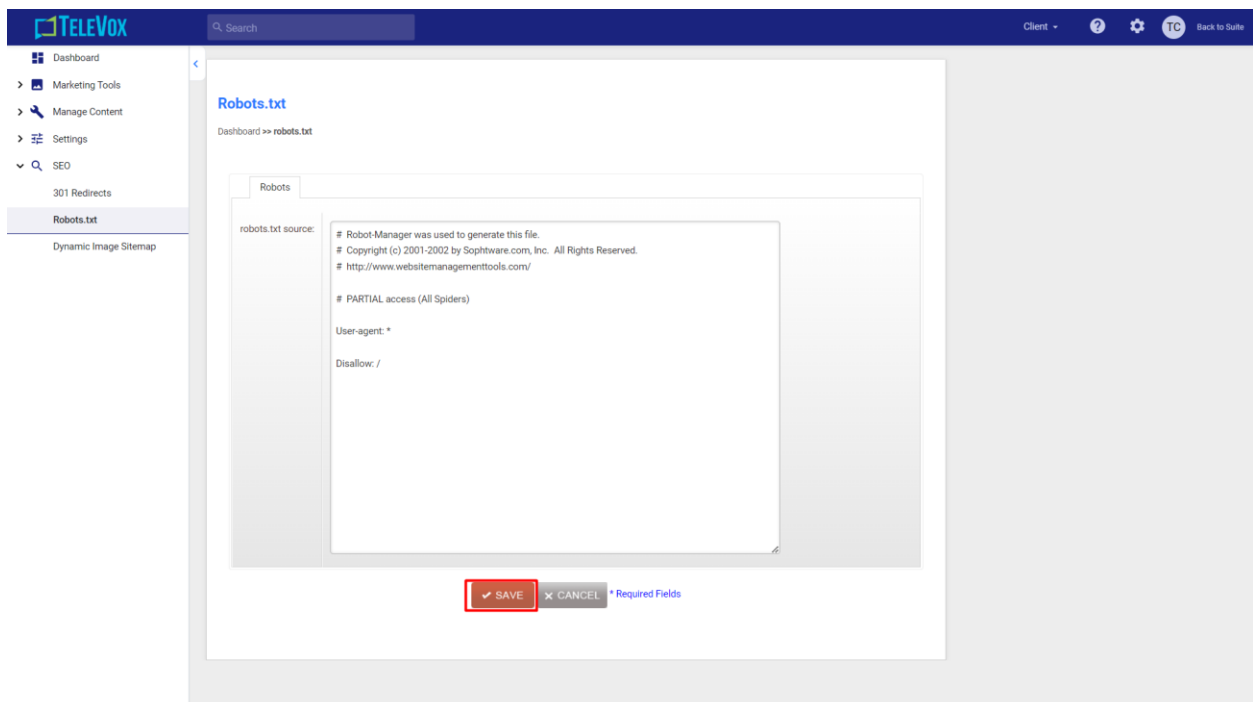 TELEVOX
Search
Client
?
TC
Back to Suite
Dashboard
Marketing Tools
Manage Content
Settings
SEO
301 Redirects
Robots.txt
Dynamic Image Sitemap
Robots.txt
Dashboard >> robots.txt
Robots
robots.txt source:
# Robot-Manager was used to generate this file.
# Copyright (c) 2001-2002 by Sophtware.com, Inc.  All Rights Reserved.
# http://www.websitemanagementtools.com/
# PARTIAL access (All Spiders)
User-agent: *
Disallow: /
SAVE
CANCEL
* Required Fields